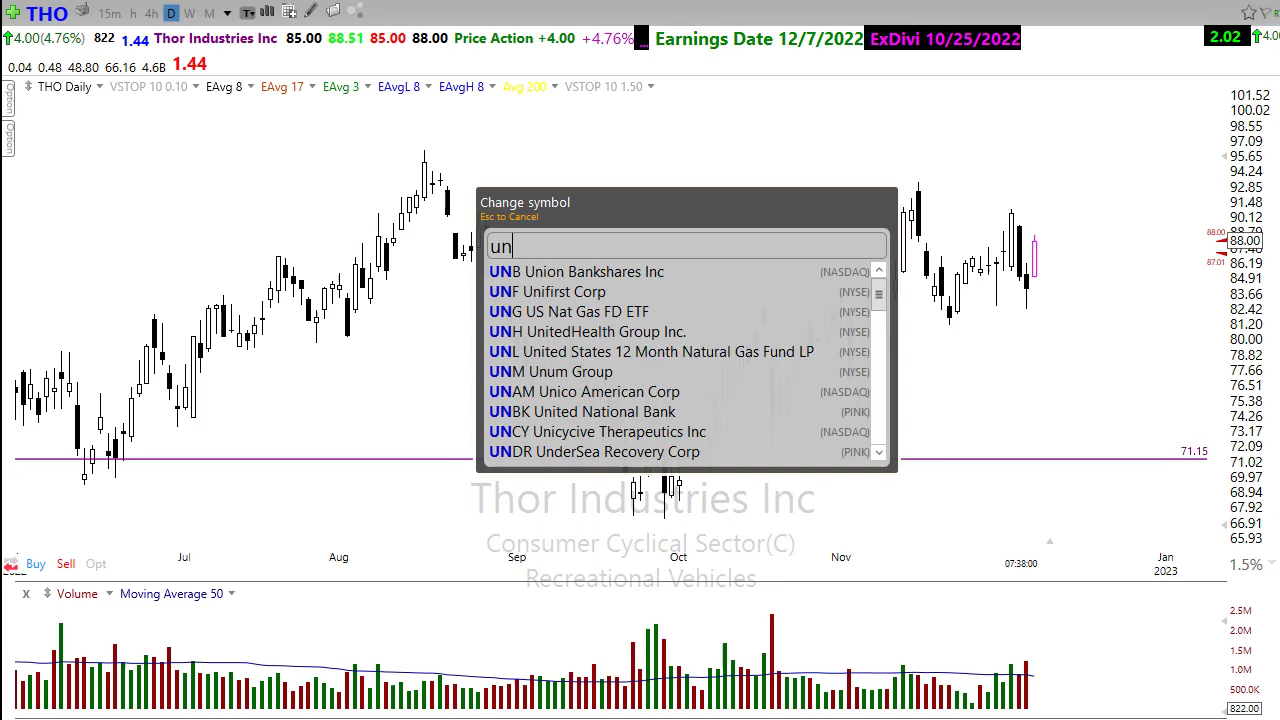 THO 15m h 4h D W M T
4.00(4.76%) 822 1.44 Thor Industries Inc 85.00 88.51 85.00 88.00 Price Action +4.00 +4.76% ... Earnings Date 12/7/2022 ExDivi 10/25/2022 2.02
0.04 0.48 48.80 66.16 4.6B 1.44
THO Daily VSTOP 10 0.10 EAvg 8 EAvg 17 EAvg 3 EAvgL 8 EAvgH 8 Avg 200 VSTOP 10 1.50
Option
Option
101.52
100.02
98.55
97.09
95.65
94.24
92.85
91.48
90.12
88.00 88.00
87.01 86.19
84.91
83.66
82.42
81.20
80.00
78.82
77.66
76.51
75.38
74.26
73.17
72.09
71.02
69.97
68.94
67.92
66.91
65.93
Change symbol
Esc to Cancel
un
UNB Union Bankshares Inc (NASDAQ)
UNF Unifirst Corp (NYSE)
UNG US Nat Gas FD ETF (NYSE)
UNH UnitedHealth Group Inc. (NYSE)
UNL United States 12 Month Natural Gas Fund LP (NYSE)
UNM Unum Group (NYSE)
UNAM Unico American Corp (NASDAQ)
UNBK United National Bank (PINK)
UNCY Unicycive Therapeutics Inc (NASDAQ)
UNDR UnderSea Recovery Corp (PINK)
71.15
Thor Industries Inc
Consumer Cyclical Sector(C)
Recreational Vehicles
Jul Aug Sep Oct Nov Jan
07:38:00 2023
Buy Sell Opt 1.5%
x Volume Moving Average 50
2.5M
2.0M
1.5M
1.0M
500.0K
822.00